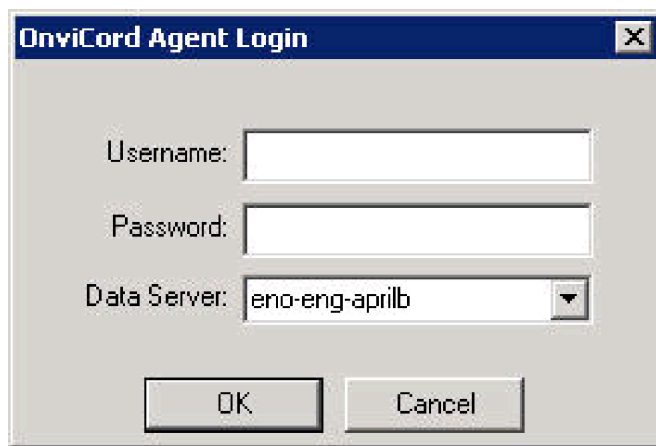 OnviCord Agent Login
Username:
Password:
Data Server: eno-eng-aprilb
OK Cancel